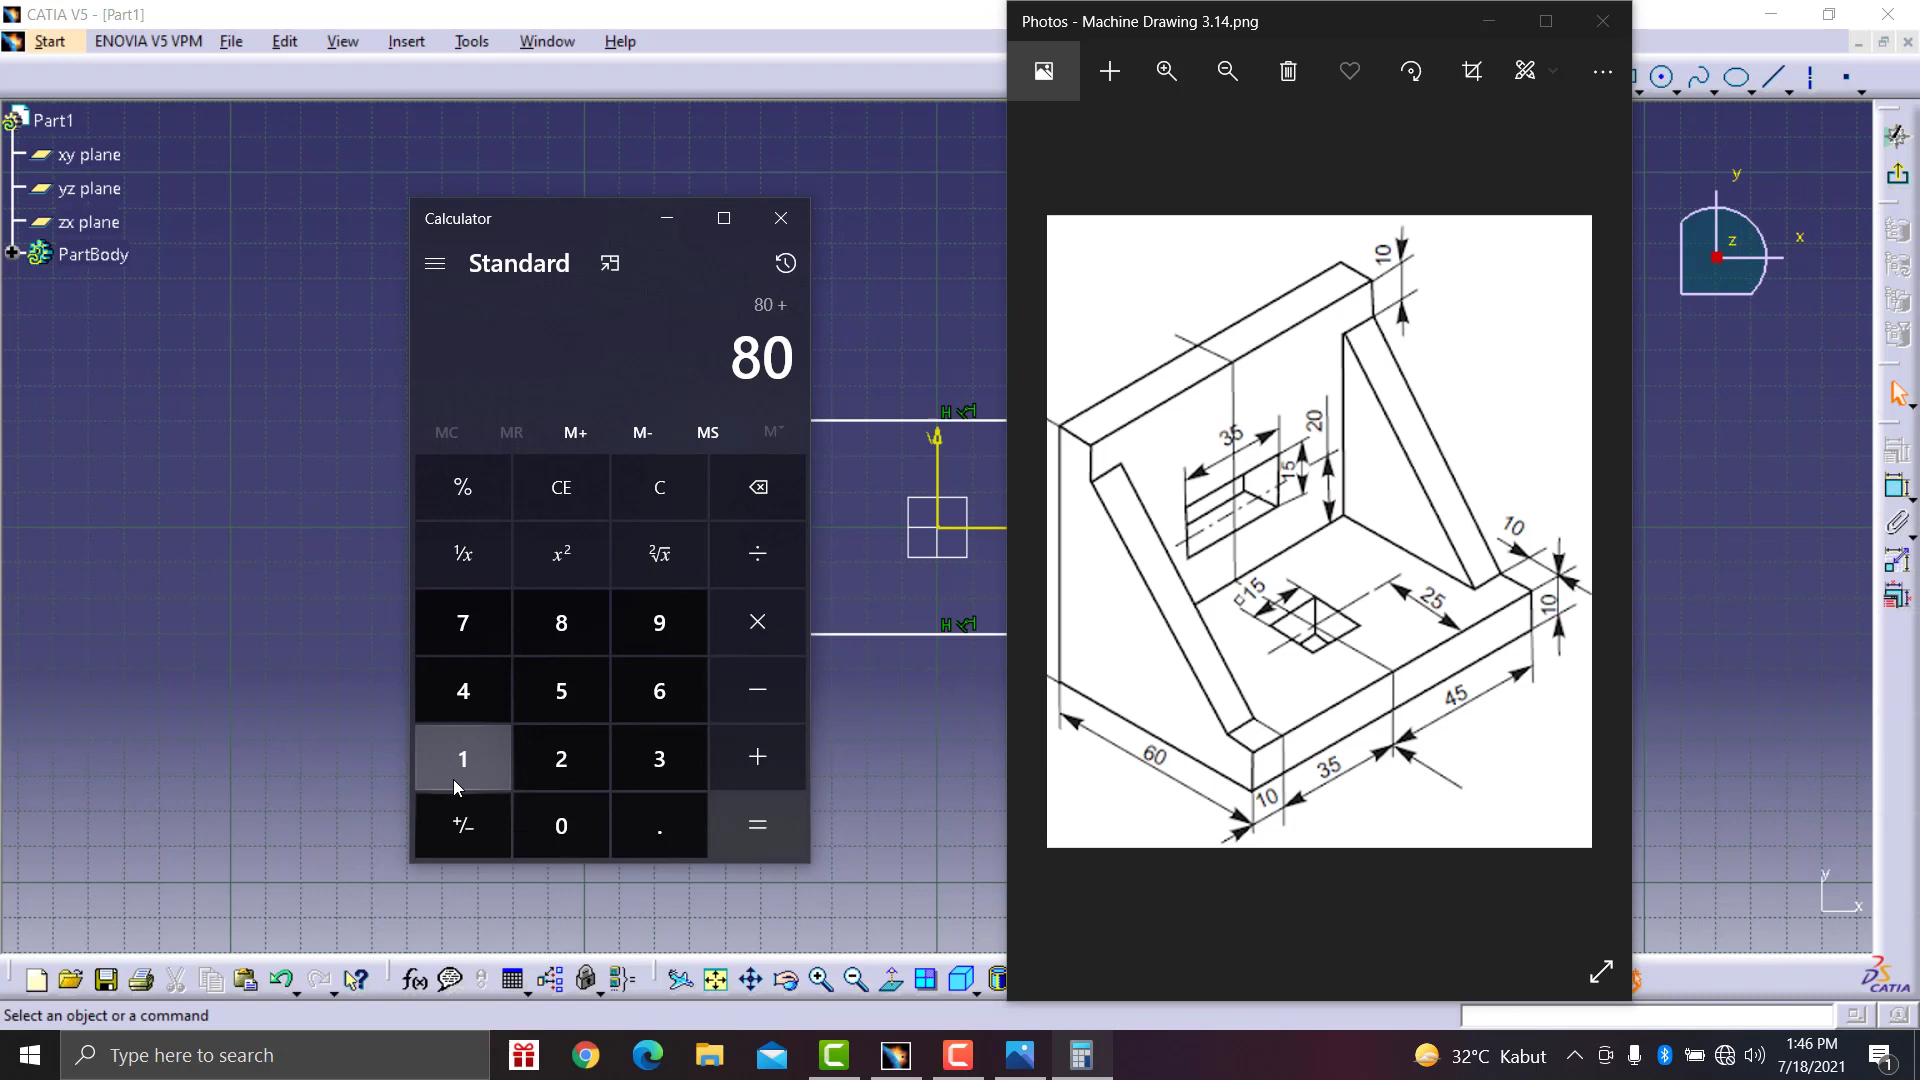 CATIA V5 - [Part1]
Start ENOVIA V5 VPM File Edit View Insert Tools Window Help
Part1
xy plane
yz plane
zx plane
PartBody
Calculator
Standard
80 +
80
MC MR M+ M- MS M˅
% CE C
¹/x x² ²√x ÷
7 8 9 ×
4 5 6 −
1 2 3 +
+/− 0 . =
H
H
V
Photos - Machine Drawing 3.14.png
10
35
20
15
10
□15
25
10
45
60
35
10
y
z
x
y
x
f(x)
DS
CATIA
Select an object or a command
Type here to search
32°C Kabut
1:46 PM
7/18/2021
1